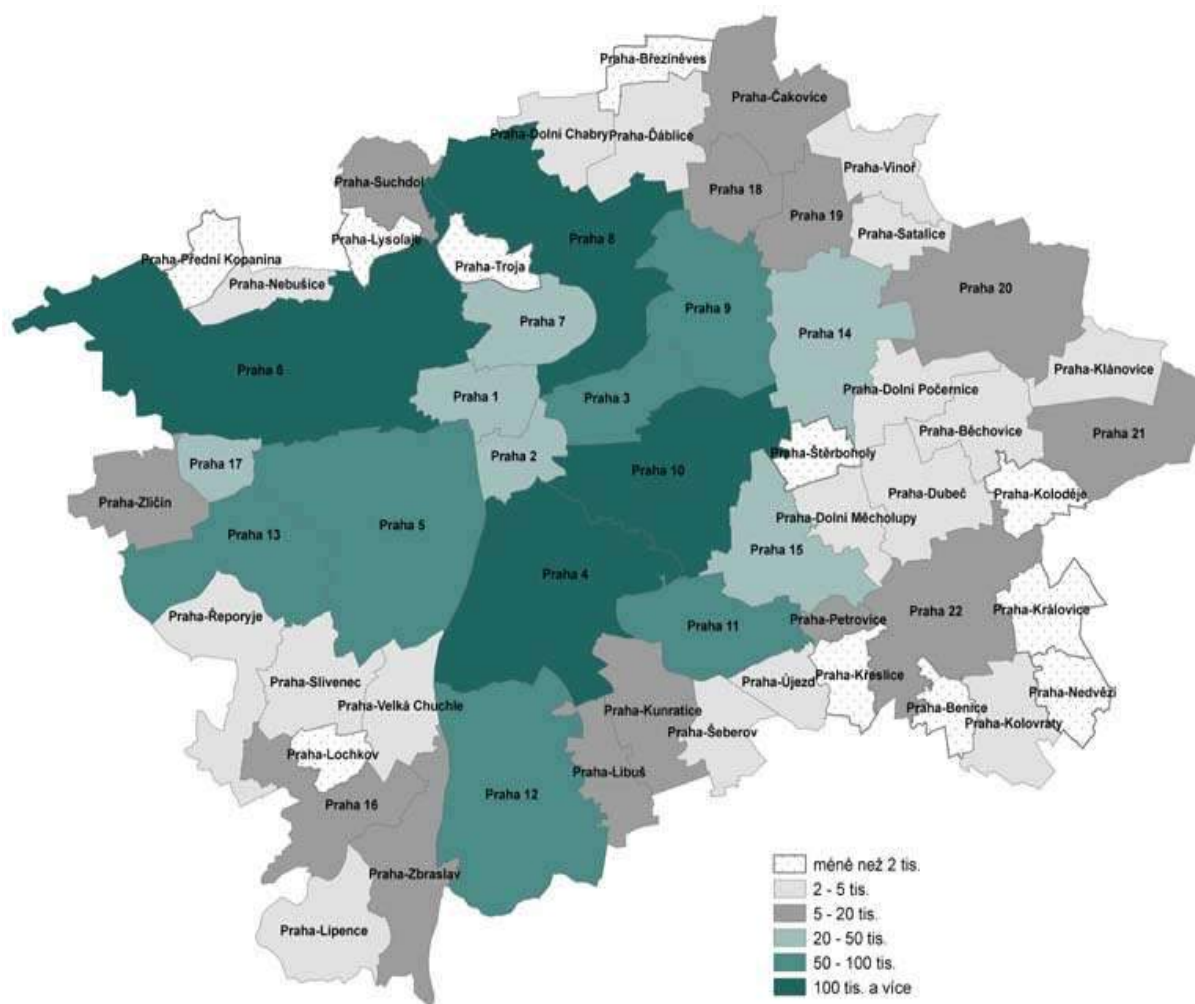 Praha-Březiněves
Praha-Čakovice
Praha-Dolní Chabry
Praha-Ďáblice
Praha-Vinoř
Praha-Suchdol
Praha 18
Praha 19
Praha-Satalice
Praha-Lysolaje
Praha 8
Praha-Přední Kopanina
Praha-Troja
Praha-Nebušice
Praha 20
Praha 9
Praha 7
Praha 14
Praha 6
Praha-Klánovice
Praha-Dolní Počernice
Praha 1
Praha 3
Praha-Běchovice
Praha 21
Praha-Štěrboholy
Praha 2
Praha 17
Praha 10
Praha-Zličín
Praha-Dubeč
Praha-Koloděje
Praha-Dolní Měcholupy
Praha 5
Praha 13
Praha 15
Praha 4
Praha-Řeporyje
Praha-Královice
Praha 22
Praha-Petrovice
Praha 11
Praha-Křeslice
Praha-Újezd
Praha-Slivenec
Praha-Nedvězí
Praha-Velká Chuchle
Praha-Benice
Praha-Kunratice
Praha-Kolovraty
Praha-Šeberov
Praha-Lochkov
Praha-Libuš
Praha 12
Praha 16
Praha-Zbraslav
Praha-Lipence
méně než 2 tis.
2 - 5 tis.
5 - 20 tis.
20 - 50 tis.
50 - 100 tis.
100 tis. a více